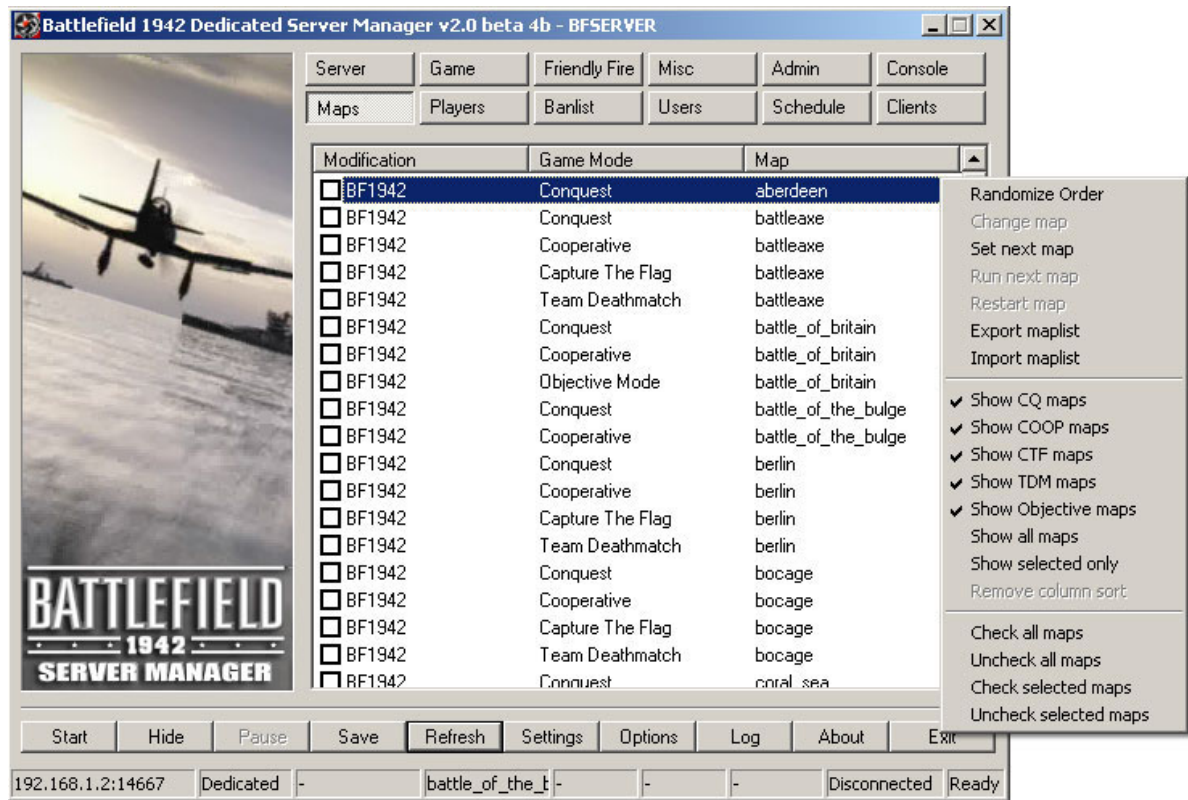 Battlefield 1942 Dedicated Server Manager v2.0 beta 4b - BFSERVER
Server Game Friendly Fire Misc Admin Console
Maps Players Banlist Users Schedule Clients
Modification Game Mode Map
BF1942 Conquest aberdeen
BF1942 Conquest battleaxe
BF1942 Cooperative battleaxe
BF1942 Capture The Flag battleaxe
BF1942 Team Deathmatch battleaxe
BF1942 Conquest battle_of_britain
BF1942 Cooperative battle_of_britain
BF1942 Objective Mode battle_of_britain
BF1942 Conquest battle_of_the_bulge
BF1942 Cooperative battle_of_the_bulge
BF1942 Conquest berlin
BF1942 Cooperative berlin
BF1942 Capture The Flag berlin
BF1942 Team Deathmatch berlin
BF1942 Conquest bocage
BF1942 Cooperative bocage
BF1942 Capture The Flag bocage
BF1942 Team Deathmatch bocage
BF1942 Conquest coral_sea
Randomize Order
Change map
Set next map
Run next map
Restart map
Export maplist
Import maplist
Show CQ maps
Show COOP maps
Show CTF maps
Show TDM maps
Show Objective maps
Show all maps
Show selected only
Remove column sort
Check all maps
Uncheck all maps
Check selected maps
Uncheck selected maps
BATTLEFIELD
1942
SERVER MANAGER
Start Hide Pause Save Refresh Settings Options Log About Exit
192.168.1.2:14667 Dedicated - battle_of_the_b - - - Disconnected Ready